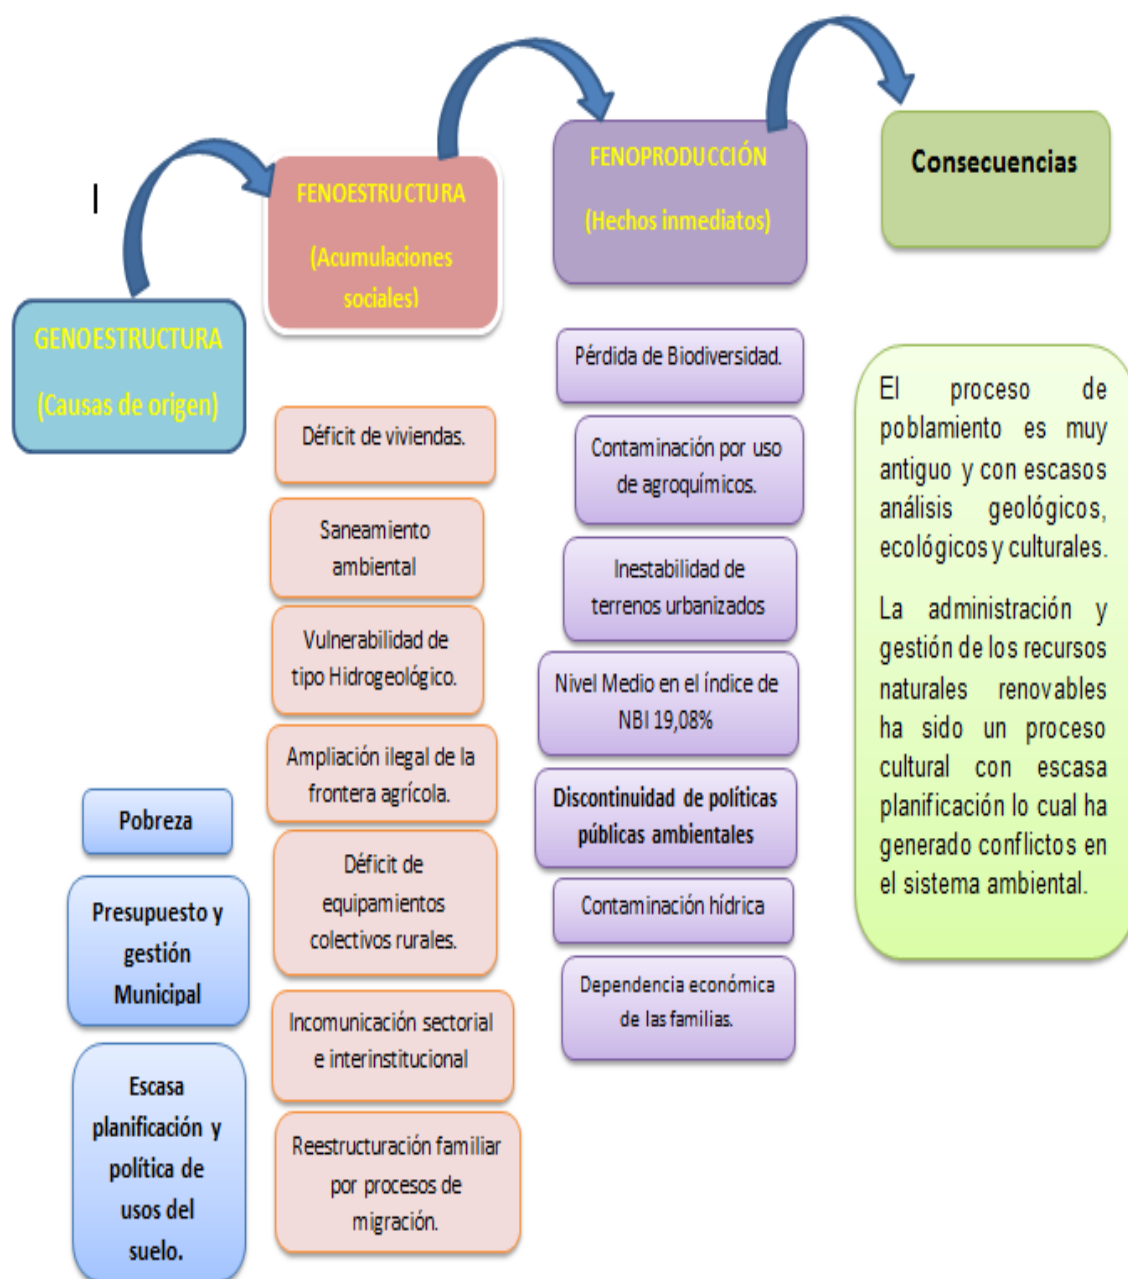 I
GENOESTRUCTURA
(Causas de origen)
Pobreza
Presupuesto y
gestión
Municipal
Escasa
planificación y
política de
usos del
suelo.
FENOESTRUCTURA
(Acumulaciones
sociales)
Déficit de viviendas.
Saneamiento
ambiental
Vulnerabilidad de
tipo Hidrogeológico.
Ampliación ilegal de la
frontera agrícola.
Déficit de
equipamientos
colectivos rurales.
Incomunicación sectorial
e interinstitucional
Reestructuración familiar
por procesos de
migración.
FENOPRODUCCIÓN
(Hechos inmediatos)
Pérdida de Biodiversidad.
Contaminación por uso
de agroquímicos.
Inestabilidad de
terrenos urbanizados
Nivel Medio en el índice de
NBI 19,08%
Discontinuidad de políticas
públicas ambientales
Contaminación hídrica
Dependencia económica
de las familias.
Consecuencias
El proceso de
poblamiento es muy
antiguo y con escasos
análisis geológicos,
ecológicos y culturales.
La administración y
gestión de los recursos
naturales renovables
ha sido un proceso
cultural con escasa
planificación lo cual ha
generado conflictos en
el sistema ambiental.